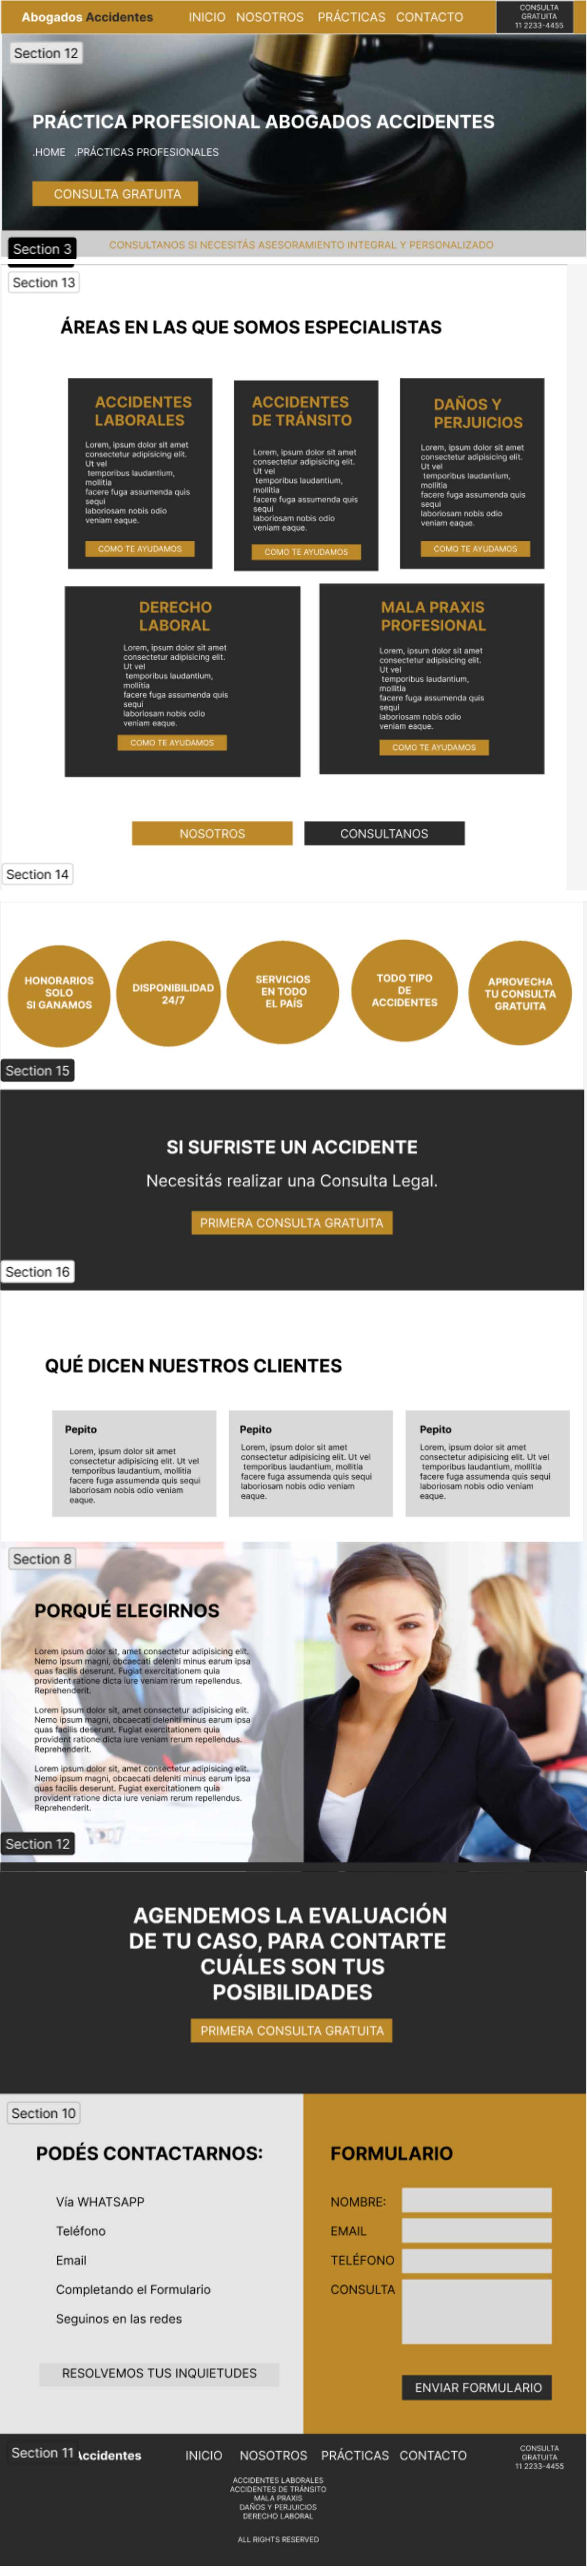 Abogados Accidentes
INICIO NOSOTROS PRÁCTICAS CONTACTO
CONSULTA
GRATUITA
11 2233-4455
Section 12
PRÁCTICA PROFESIONAL ABOGADOS ACCIDENTES
.HOME .PRÁCTICAS PROFESIONALES
CONSULTA GRATUITA
Section 3
CONSULTANOS SI NECESITÁS ASESORAMIENTO INTEGRAL Y PERSONALIZADO
Section 13
ÁREAS EN LAS QUE SOMOS ESPECIALISTAS
ACCIDENTES
LABORALES
Lorem, ipsum dolor sit amet
consectetur adipisicing elit.
Ut vel
temporibus laudantium,
mollitia
facere fuga assumenda quis
sequi
laboriosam nobis odio
veniam eaque.
COMO TE AYUDAMOS
ACCIDENTES
DE TRÁNSITO
Lorem, ipsum dolor sit amet
consectetur adipisicing elit.
Ut vel
temporibus laudantium,
mollitia
facere fuga assumenda quis
sequi
laboriosam nobis odio
veniam eaque.
COMO TE AYUDAMOS
DAÑOS Y
PERJUICIOS
Lorem, ipsum dolor sit amet
consectetur adipisicing elit.
Ut vel
temporibus laudantium,
mollitia
facere fuga assumenda quis
sequi
laboriosam nobis odio
veniam eaque.
COMO TE AYUDAMOS
DERECHO
LABORAL
Lorem, ipsum dolor sit amet
consectetur adipisicing elit.
Ut vel
temporibus laudantium,
mollitia
facere fuga assumenda quis
sequi
laboriosam nobis odio
veniam eaque.
COMO TE AYUDAMOS
MALA PRAXIS
PROFESIONAL
Lorem, ipsum dolor sit amet
consectetur adipisicing elit.
Ut vel
temporibus laudantium,
mollitia
facere fuga assumenda quis
sequi
laboriosam nobis odio
veniam eaque.
COMO TE AYUDAMOS
NOSOTROS
CONSULTANOS
Section 14
HONORARIOS
SOLO
SI GANAMOS
DISPONIBILIDAD
24/7
SERVICIOS
EN TODO
EL PAÍS
TODO TIPO
DE
ACCIDENTES
APROVECHA
TU CONSULTA
GRATUITA
Section 15
SI SUFRISTE UN ACCIDENTE
Necesitás realizar una Consulta Legal.
PRIMERA CONSULTA GRATUITA
Section 16
QUÉ DICEN NUESTROS CLIENTES
Pepito
Lorem, ipsum dolor sit amet
consectetur adipisicing elit. Ut vel
temporibus laudantium, mollitia
facere fuga assumenda quis sequi
laboriosam nobis odio veniam
eaque.
Pepito
Lorem, ipsum dolor sit amet
consectetur adipisicing elit. Ut vel
temporibus laudantium, mollitia
facere fuga assumenda quis sequi
laboriosam nobis odio veniam
eaque.
Pepito
Lorem, ipsum dolor sit amet
consectetur adipisicing elit. Ut vel
temporibus laudantium, mollitia
facere fuga assumenda quis sequi
laboriosam nobis odio veniam
eaque.
Section 8
PORQUÉ ELEGIRNOS
Lorem ipsum dolor sit, amet consectetur adipisicing elit.
Nemo ipsum magni, obcaecati deleniti minus earum ipsa
quas facilis deserunt. Fugiat exercitationem quia
provident ratione dicta iure veniam rerum repellendus.
Reprehenderit.
Lorem ipsum dolor sit, amet consectetur adipisicing elit.
Nemo ipsum magni, obcaecati deleniti minus earum ipsa
quas facilis deserunt. Fugiat exercitationem quia
provident ratione dicta iure veniam rerum repellendus.
Reprehenderit.
Lorem ipsum dolor sit, amet consectetur adipisicing elit.
Nemo ipsum magni, obcaecati deleniti minus earum ipsa
quas facilis deserunt. Fugiat exercitationem quia
provident ratione dicta iure veniam rerum repellendus.
Reprehenderit.
Section 12
AGENDEMOS LA EVALUACIÓN
DE TU CASO, PARA CONTARTE
CUÁLES SON TUS
POSIBILIDADES
PRIMERA CONSULTA GRATUITA
Section 10
PODÉS CONTACTARNOS:
Vía WHATSAPP
Teléfono
Email
Completando el Formulario
Seguinos en las redes
RESOLVEMOS TUS INQUIETUDES
FORMULARIO
NOMBRE:
EMAIL
TELÉFONO
CONSULTA
ENVIAR FORMULARIO
Section 11
Accidentes
INICIO NOSOTROS PRÁCTICAS CONTACTO
CONSULTA
GRATUITA
11 2233-4455
ACCIDENTES LABORALES
ACCIDENTES DE TRÁNSITO
MALA PRAXIS
DAÑOS Y PERJUICIOS
DERECHO LABORAL
ALL RIGHTS RESERVED